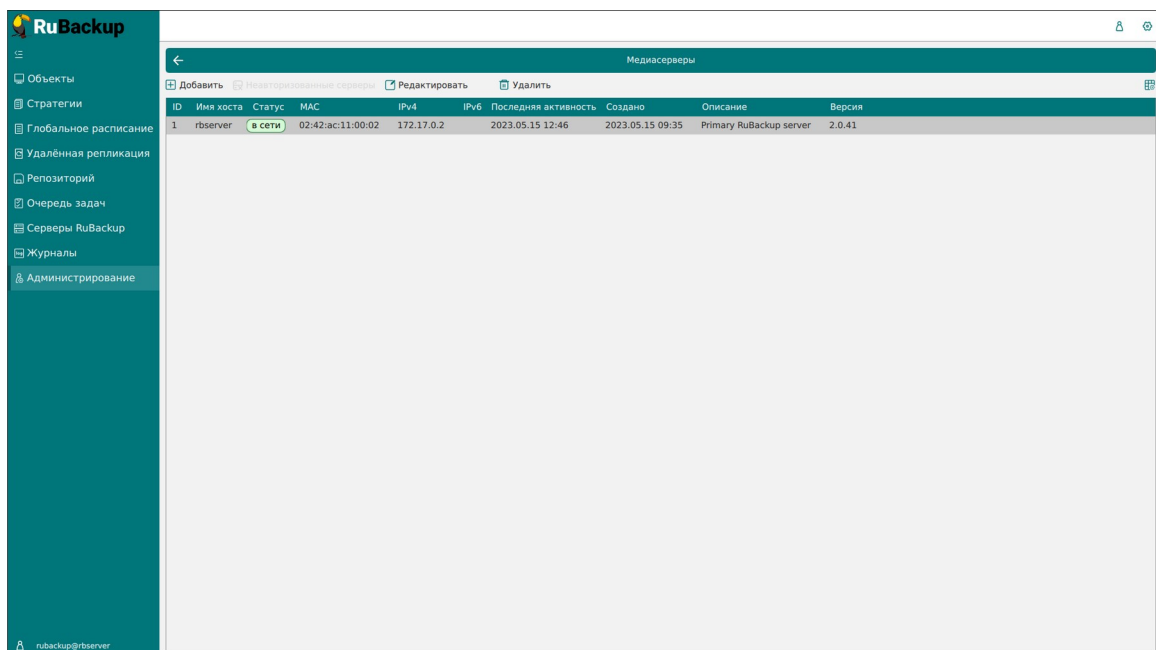 RuBackup
Медиасерверы
Объекты
Стратегии
Глобальное расписание
Удалённая репликация
Репозиторий
Очередь задач
Серверы RuBackup
Журналы
Администрирование
Добавить Неавторизованные серверы Редактировать Удалить
ID Имя хоста Статус MAC IPv4 IPv6 Последняя активность Создано Описание Версия
1 rbserver в сети 02:42:ac:11:00:02 172.17.0.2 2023.05.15 12:46 2023.05.15 09:35 Primary RuBackup server 2.0.41
rubackup@rbserver